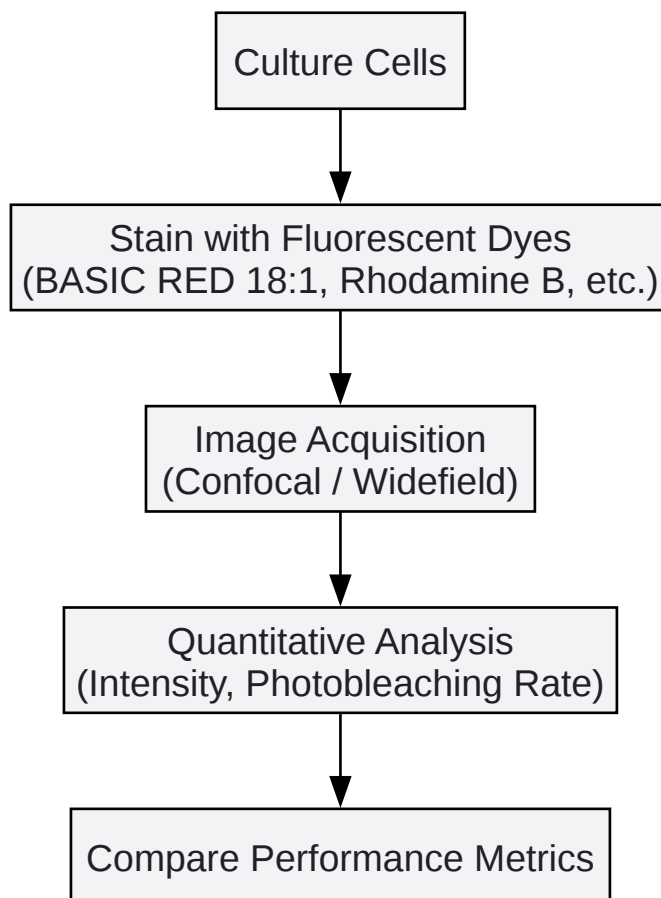 Culture Cells
Stain with Fluorescent Dyes
(BASIC RED 18:1, Rhodamine B, etc.)
Image Acquisition
(Confocal / Widefield)
Quantitative Analysis
(Intensity, Photobleaching Rate)
Compare Performance Metrics